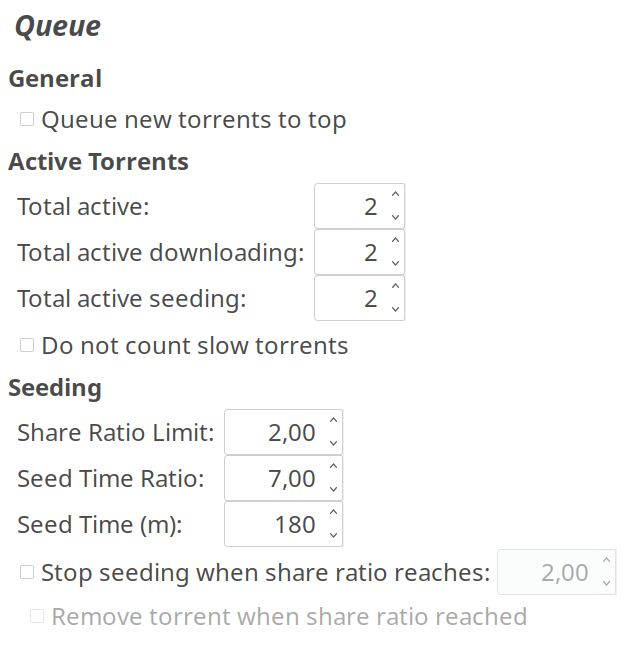 Queue
General
Queue new torrents to top
Active Torrents
Total active: 2
Total active downloading: 2
Total active seeding: 2
Do not count slow torrents
Seeding
Share Ratio Limit: 2,00
Seed Time Ratio: 7,00
Seed Time (m): 180
Stop seeding when share ratio reaches: 2,00
Remove torrent when share ratio reached